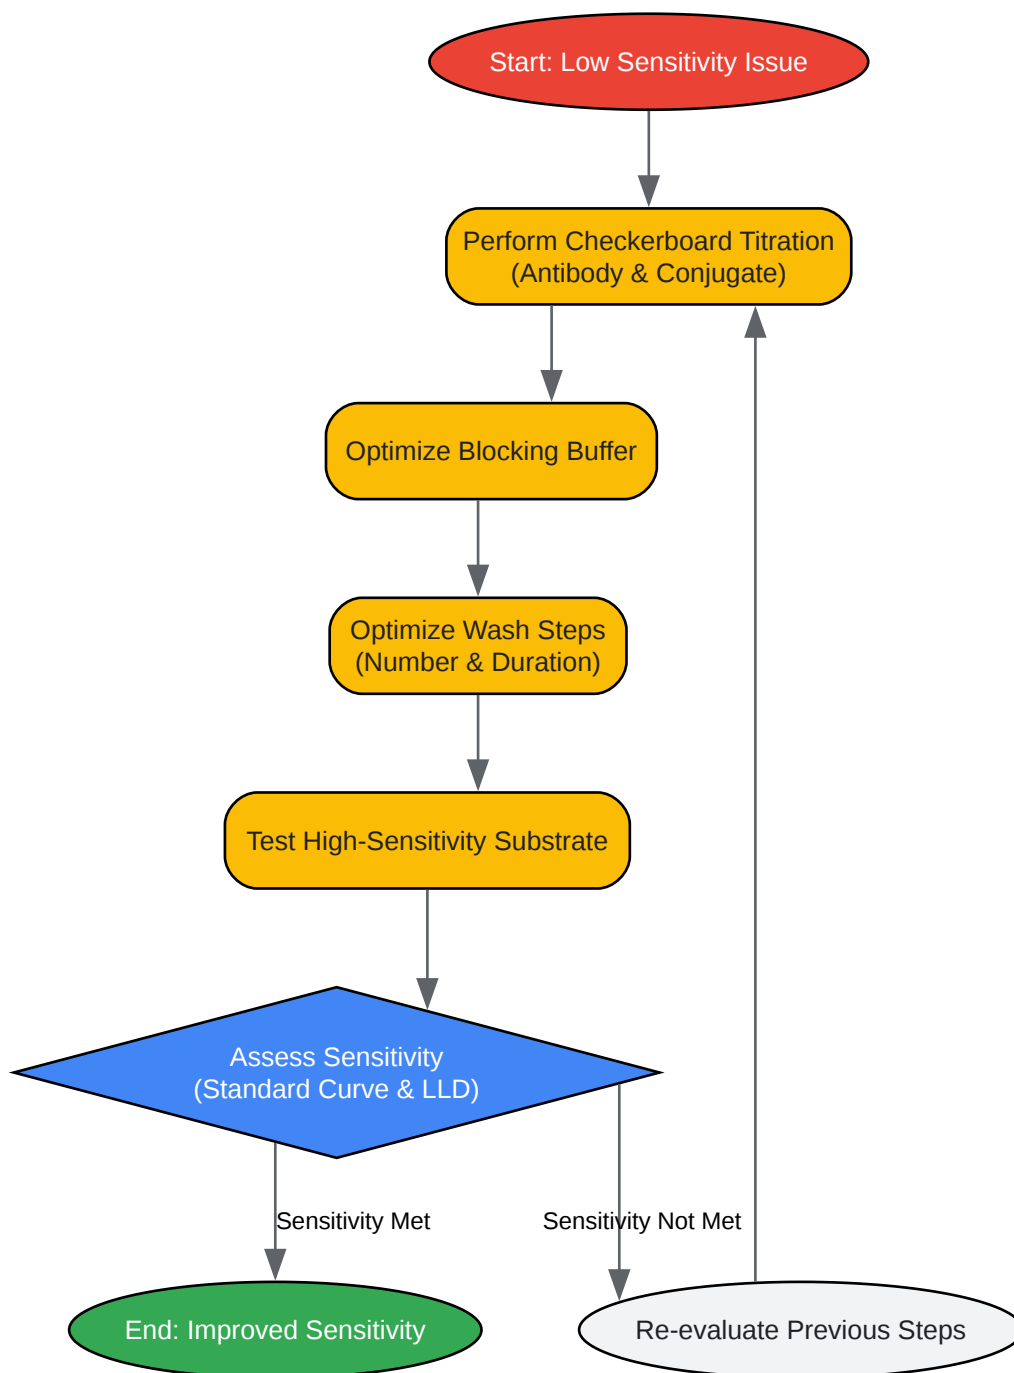 Start: Low Sensitivity Issue
Perform Checkerboard Titration
(Antibody & Conjugate)
Optimize Blocking Buffer
Optimize Wash Steps
(Number & Duration)
Test High-Sensitivity Substrate
Assess Sensitivity
(Standard Curve & LLD)
Sensitivity Met
Sensitivity Not Met
End: Improved Sensitivity
Re-evaluate Previous Steps